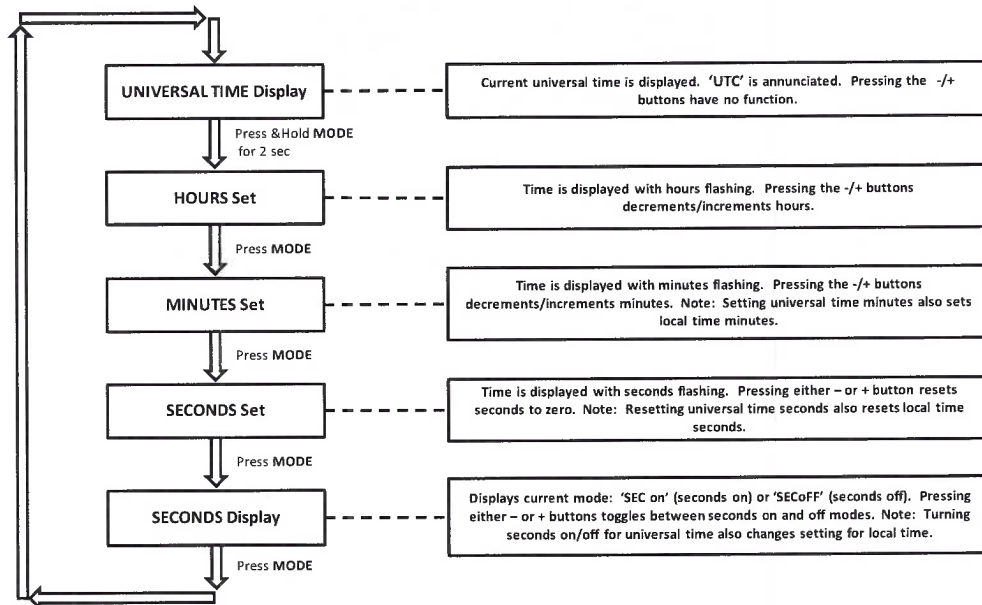 UNIVERSAL TIME Display
Current universal time is displayed. 'UTC' is annunciated. Pressing the -/+
buttons have no function.
Press &Hold MODE
for 2 sec
HOURS Set
Time is displayed with hours flashing. Pressing the -/+ buttons
decrements/increments hours.
Press MODE
MINUTES Set
Time is displayed with minutes flashing. Pressing the -/+ buttons
decrements/increments minutes. Note: Setting universal time minutes also sets
local time minutes.
Press MODE
SECONDS Set
Time is displayed with seconds flashing. Pressing either – or + button resets
seconds to zero. Note: Resetting universal time seconds also resets local time
seconds.
Press MODE
SECONDS Display
Displays current mode: 'SEC on' (seconds on) or 'SECoFF' (seconds off). Pressing
either – or + buttons toggles between seconds on and off modes. Note: Turning
seconds on/off for universal time also changes setting for local time.
Press MODE